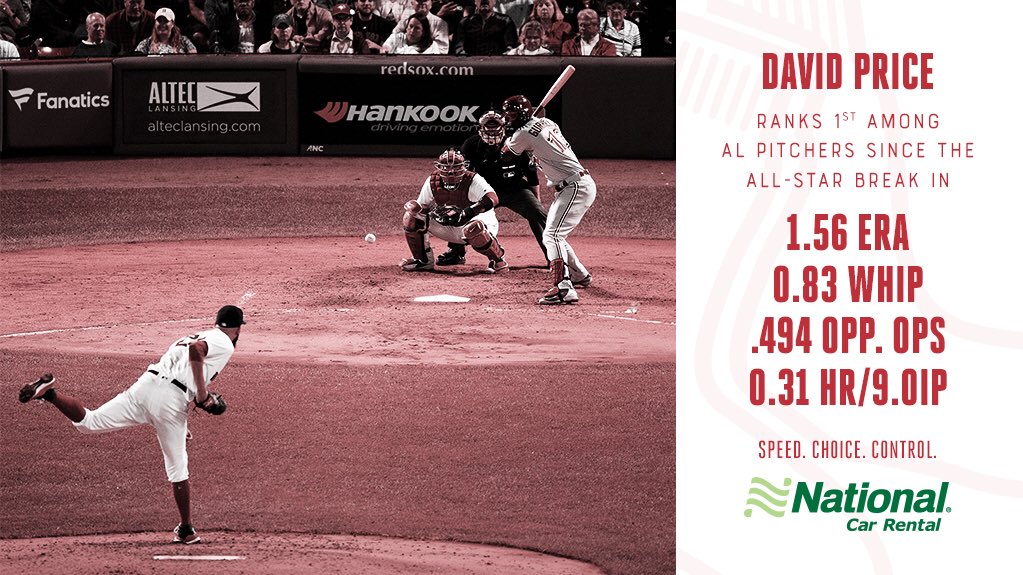 redsox.com
Fanatics
ALTEC
LANSING
alteclansing.com
HANKOOK
driving emotion
ANC
DAVID PRICE
RANKS 1ST AMONG
AL PITCHERS SINCE THE
ALL-STAR BREAK IN
1.56 ERA
0.83 WHIP
.494 OPP. OPS
0.31 HR/9.0IP
SPEED. CHOICE. CONTROL.
National®
Car Rental